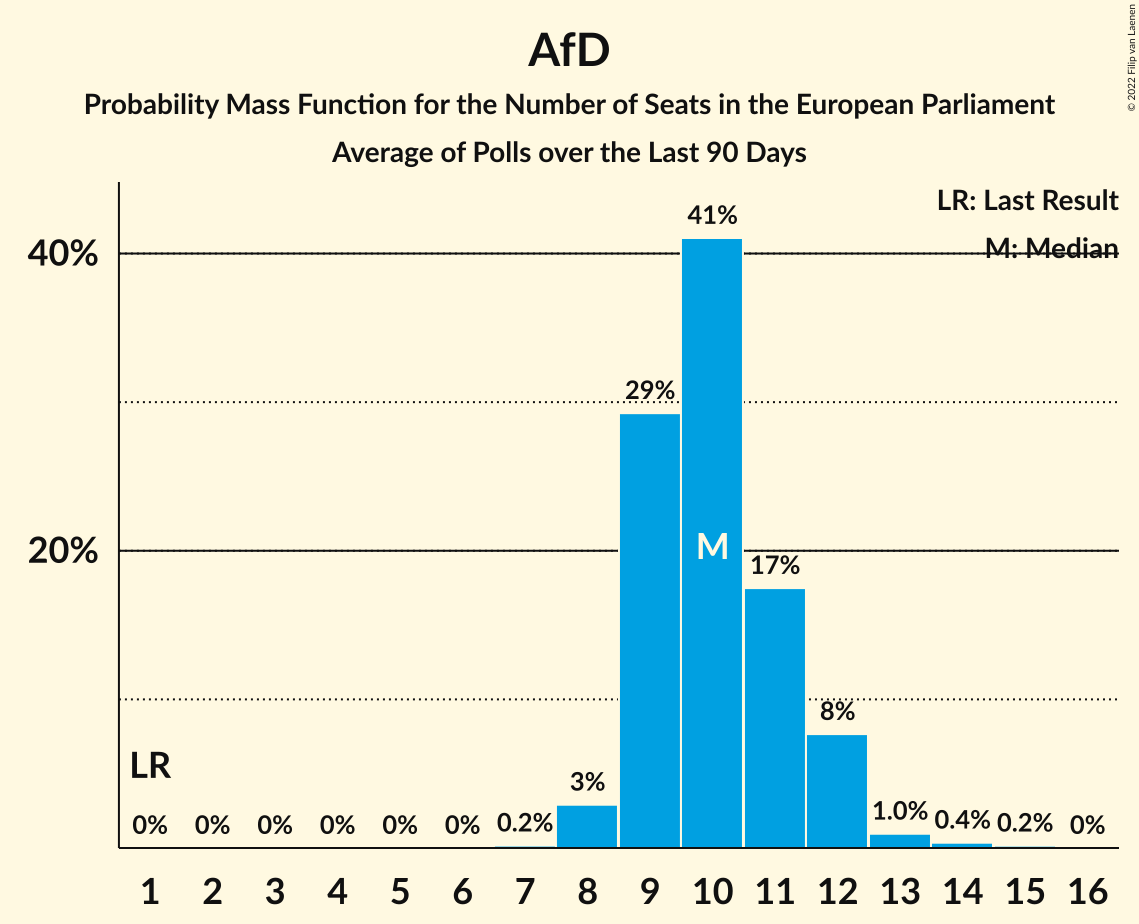 AfD
Probability Mass Function for the Number of Seats in the European Parliament
Average of Polls over the Last 90 Days
© 2022 Filip van Laenen
LR: Last Result
M: Median
40%
20%
41%
29%
M
17%
8%
LR
3%
0% 0% 0% 0% 0% 0% 0.2% 1.0% 0.4% 0.2% 0%
1 2 3 4 5 6 7 8 9 10 11 12 13 14 15 16